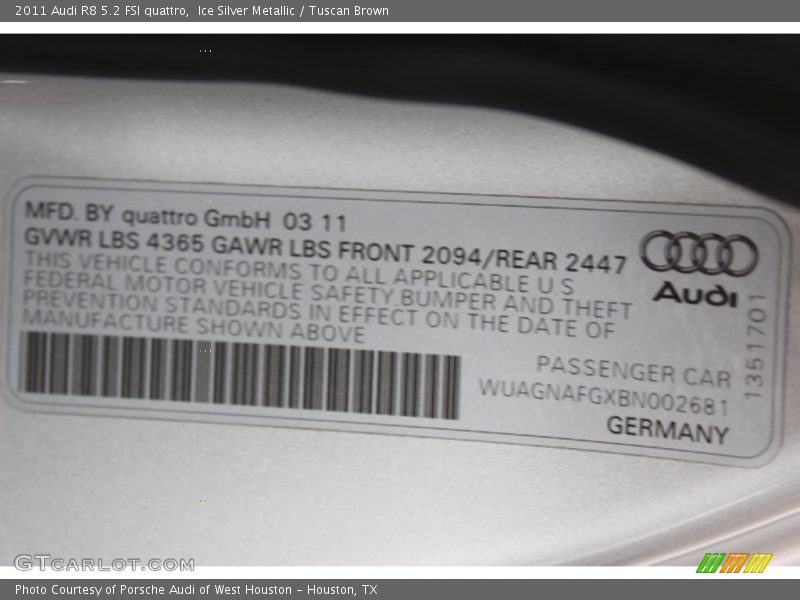 2011 Audi R8 5.2 FSI quattro,  Ice Silver Metallic / Tuscan Brown
MFD. BY quattro GmbH 03 11
GVWR LBS 4365 GAWR LBS FRONT 2094/REAR 2447
THIS VEHICLE CONFORMS TO ALL APPLICABLE U S
FEDERAL MOTOR VEHICLE SAFETY,BUMPER AND THEFT
PREVENTION STANDARDS IN EFFECT ON THE DATE OF
MANUFACTURE SHOWN ABOVE
Audi
1351701
PASSENGER CAR
WUAGNAFGXBN002681
GERMANY
GTCARLOT.COM
Photo Courtesy of Porsche Audi of West Houston – Houston, TX